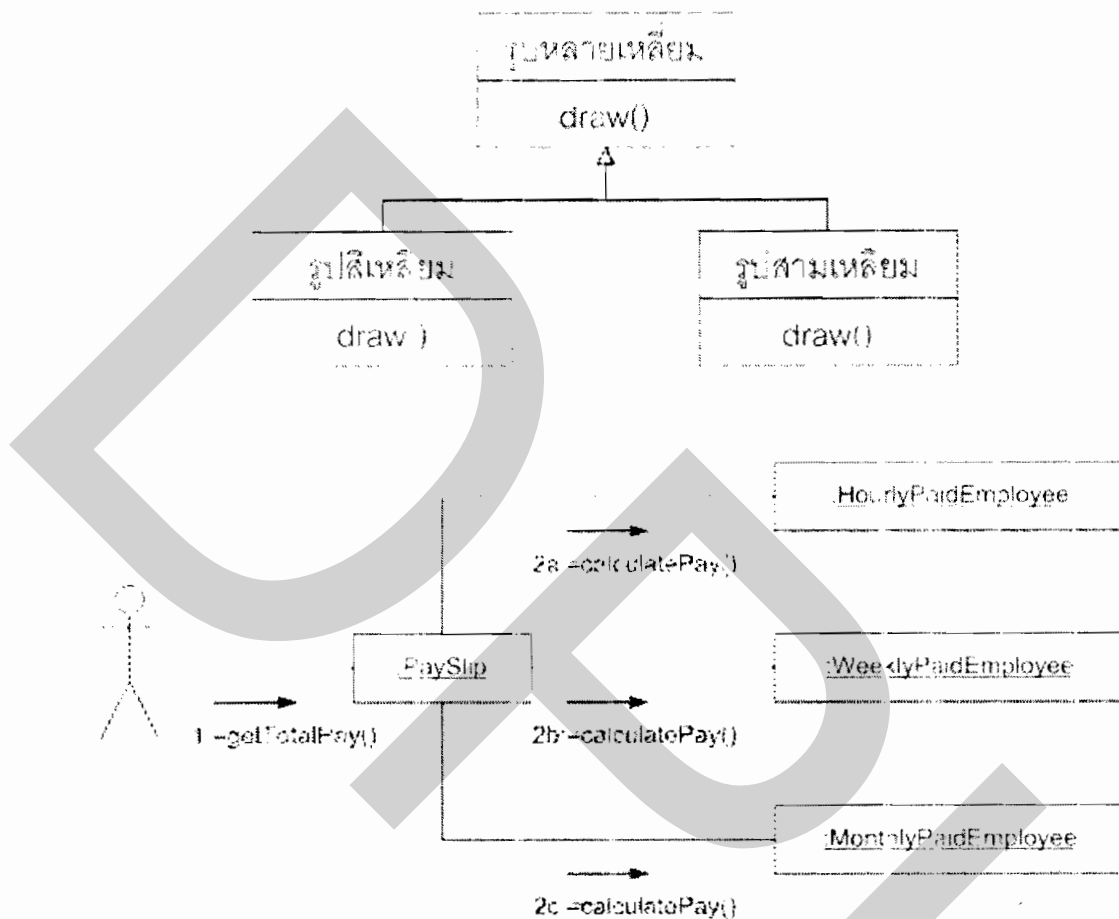 รูปหลายเหลี่ยม
draw()
รูปสี่เหลี่ยม
draw()
รูปสามเหลี่ยม
draw()
:HourlyPaidEmployee
2a:=calculatePay()
:PaySlip
:WeeklyPaidEmployee
1:=getTotalPay()
2b:=calculatePay()
:MonthlyPaidEmployee
2c:=calculatePay()